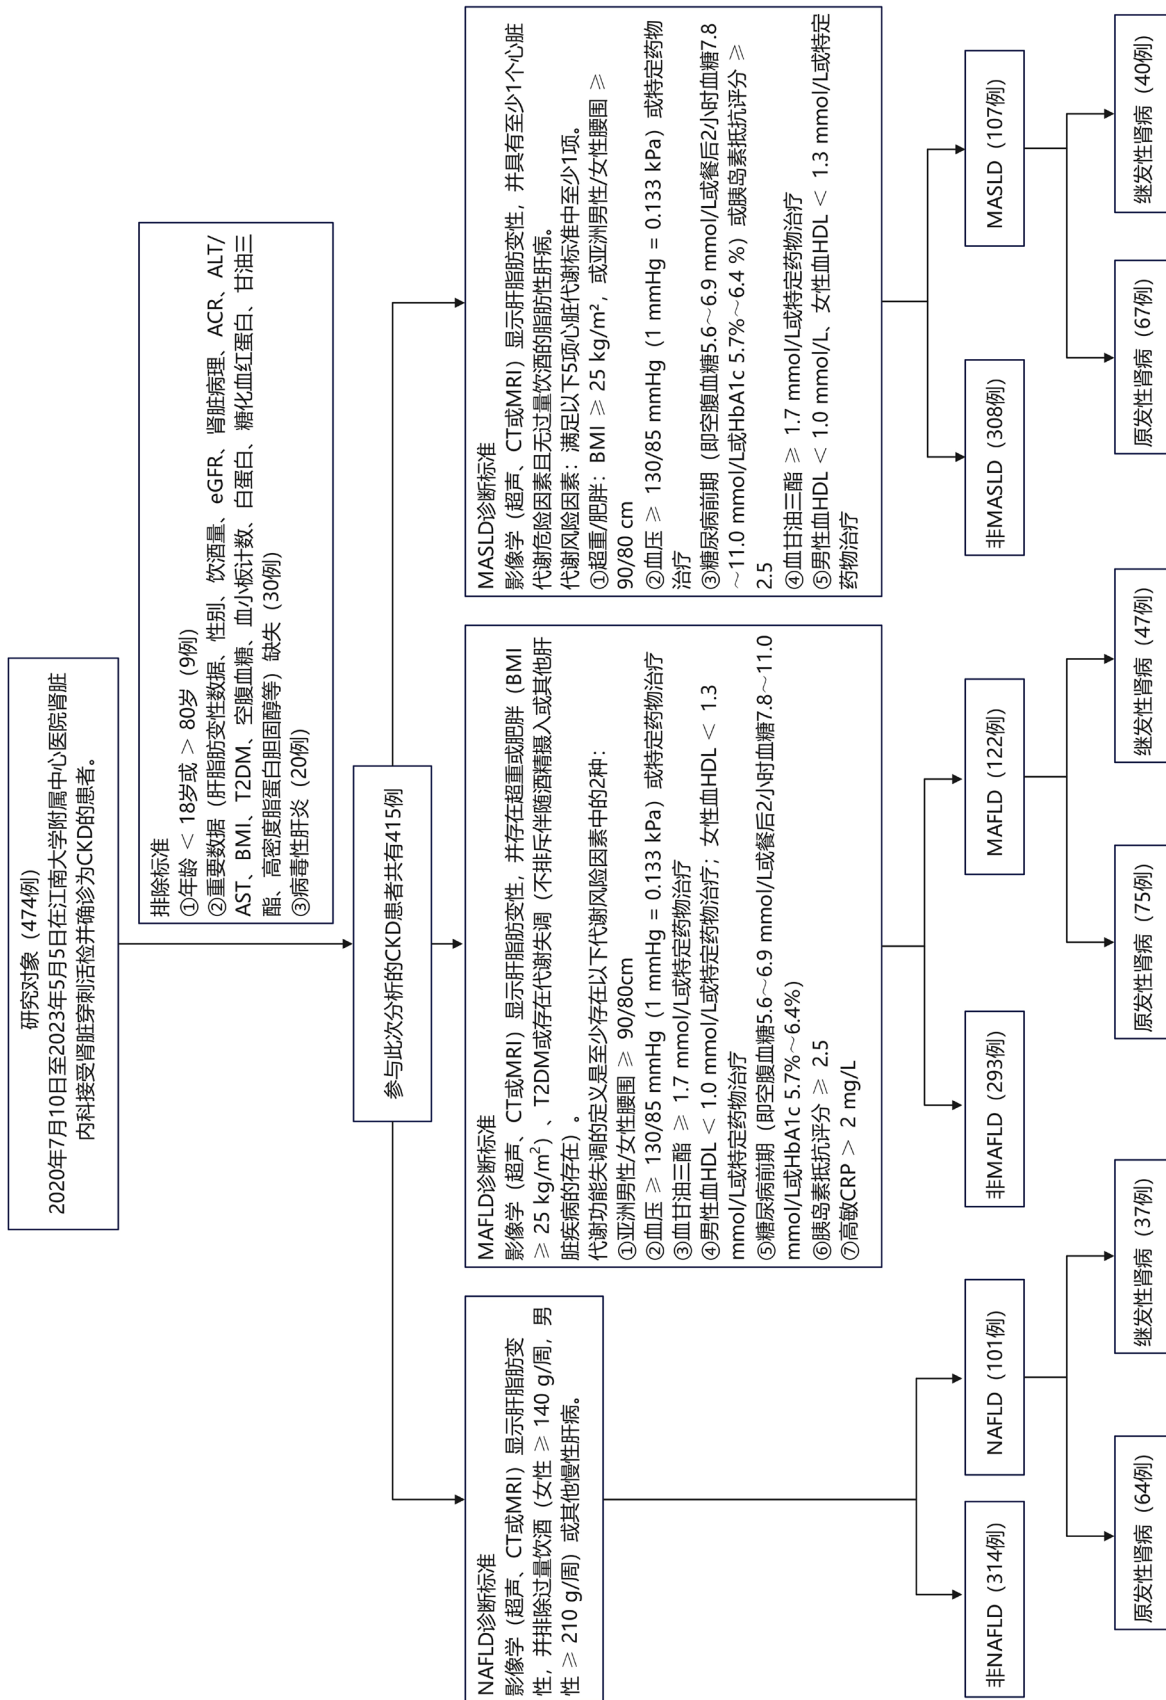 研究对象（474例）
2020年7月10日至2023年5月5日在江南大学附属中心医院肾脏
内科接受肾脏穿刺活检并确诊为CKD的患者。
排除标准
①年龄 < 18岁或 > 80岁（9例）
②重要数据（肝脂肪变性数据、性别、饮酒量、eGFR、肾脏病理、ACR、ALT/
AST、BMI、T2DM、空腹血糖、血小板计数、白蛋白、糖化血红蛋白、甘油三
酯、高密度脂蛋白胆固醇等）缺失（30例）
③病毒性肝炎（20例）
参与此次分析的CKD患者共有415例
NAFLD诊断标准
影像学（超声、CT或MRI）显示肝脂肪变
性，并排除过量饮酒（女性 ⩾ 140 g/周，男
性 ⩾ 210 g/周）或其他慢性肝病。
MAFLD诊断标准
影像学（超声、CT或MRI）显示肝脂肪变性，并存在超重或肥胖（BMI
⩾ 25 kg/m²）、T2DM或存在代谢失调（不排斥伴随酒精摄入或其他肝
脏疾病的存在）。
代谢功能失调的定义是至少存在以下代谢风险因素中的2种：
①亚洲男性/女性腰围 ⩾ 90/80cm
②血压 ⩾ 130/85 mmHg（1 mmHg = 0.133 kPa）或特定药物治疗
③血甘油三酯 ⩾ 1.7 mmol/L或特定药物治疗
④男性血HDL < 1.0 mmol/L或特定药物治疗；女性血HDL < 1.3
mmol/L或特定药物治疗
⑤糖尿病前期（即空腹血糖5.6～6.9 mmol/L或餐后2小时血糖7.8～11.0
mmol/L或HbA1c 5.7%～6.4%）
⑥胰岛素抵抗评分 ⩾ 2.5
⑦高敏CRP > 2 mg/L
MASLD诊断标准
影像学（超声、CT或MRI）显示肝脂肪变性，并具有至少1个心脏
代谢危险因素且无过量饮酒的脂肪性肝病。
代谢风险因素：满足以下5项心脏代谢标准中至少1项。
①超重/肥胖：BMI ⩾ 25 kg/m²，或亚洲男性/女性腰围 ⩾
90/80 cm
②血压 ⩾ 130/85 mmHg（1 mmHg = 0.133 kPa）或特定药物
治疗
③糖尿病前期（即空腹血糖5.6～6.9 mmol/L或餐后2小时血糖7.8
～11.0 mmol/L或HbA1c 5.7%～6.4 %）或胰岛素抵抗评分 ⩾
2.5
④血甘油三酯 ⩾ 1.7 mmol/L或特定药物治疗
⑤男性血HDL < 1.0 mmol/L、女性血HDL < 1.3 mmol/L或特定
药物治疗
非NAFLD（314例）
NAFLD（101例）
非MAFLD（293例）
MAFLD（122例）
非MASLD（308例）
MASLD（107例）
原发性肾病（64例）
继发性肾病（37例）
原发性肾病（75例）
继发性肾病（47例）
原发性肾病（67例）
继发性肾病（40例）